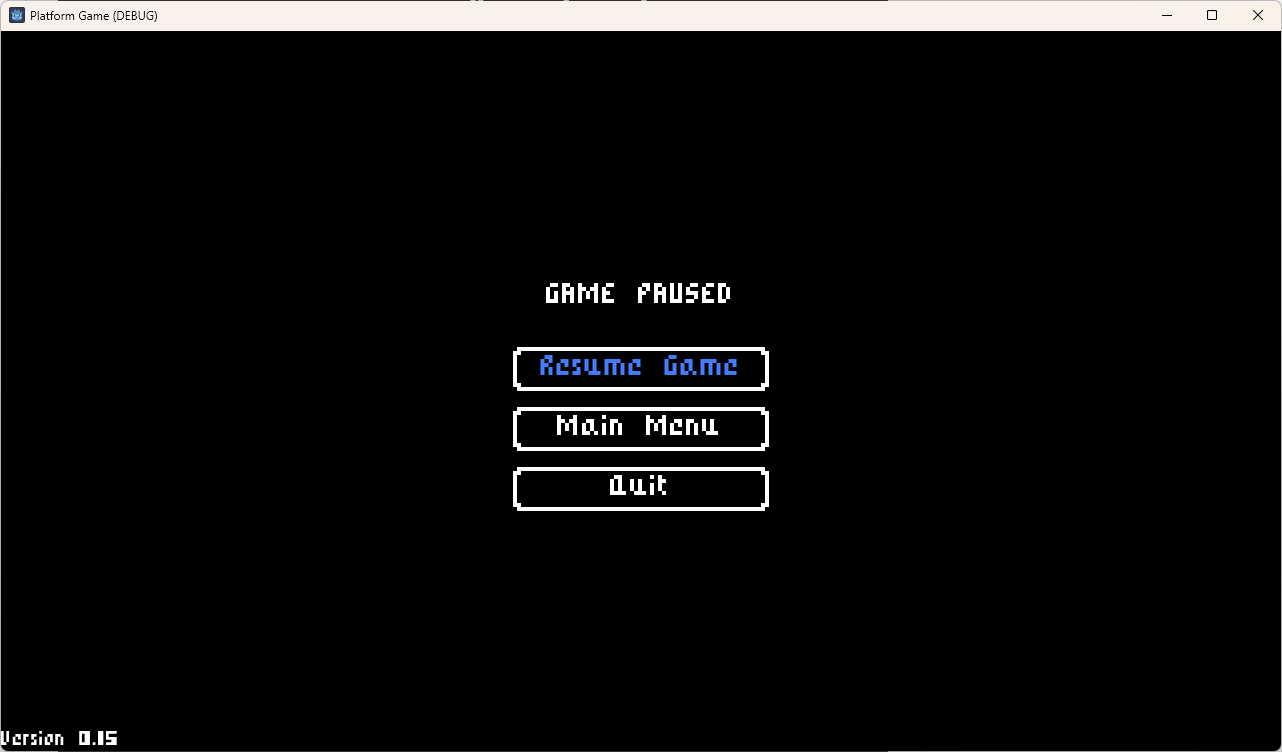 Platform Game (DEBUG)
GAME PAUSED
Resume Game
Main Menu
Quit
Version 0.15